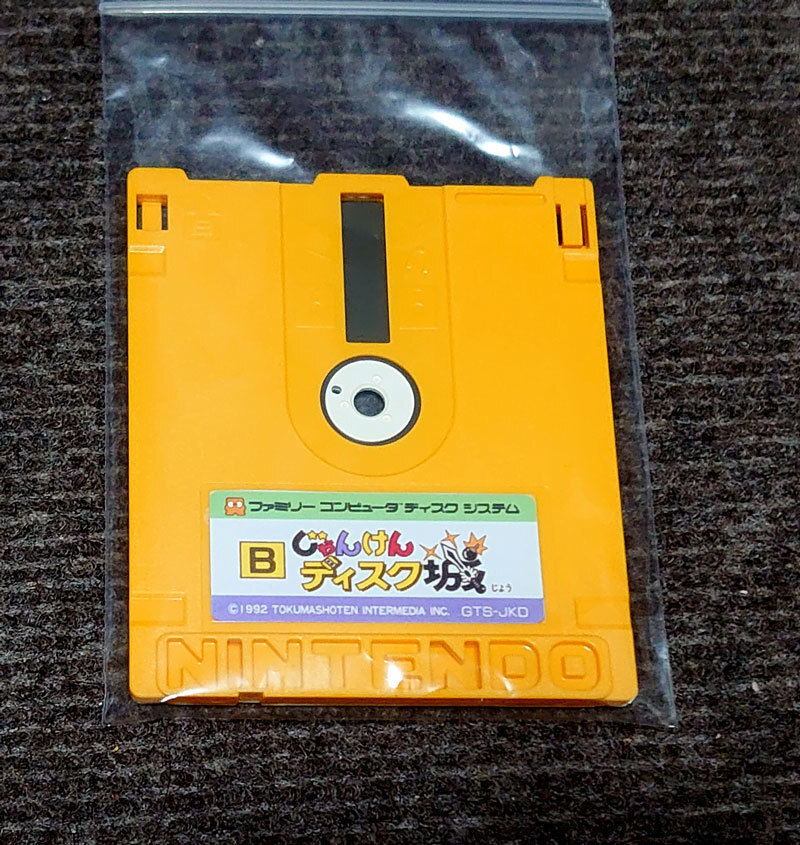 ファミリー コンピュータ ディスク システム
B
じゃんけん
ディスク城
じょう
©1992 TOKUMASHOTEN INTERMEDIA INC. GTS-JKD
NINTENDO